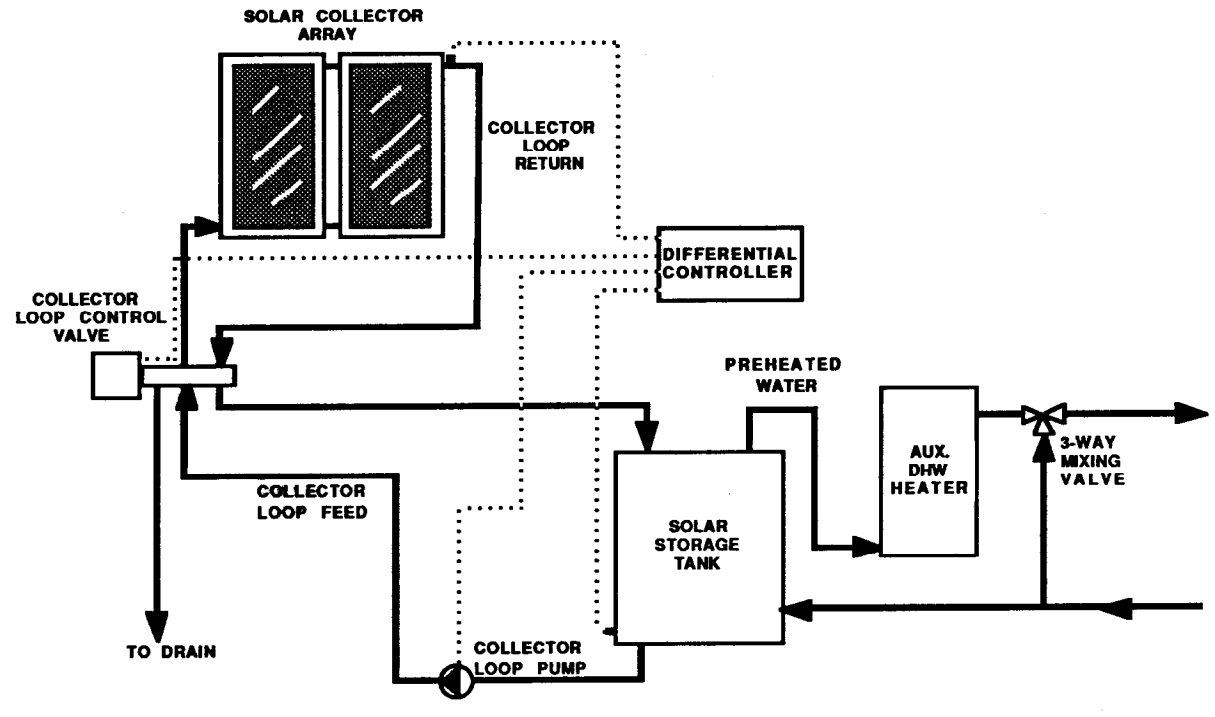 SOLAR COLLECTOR
ARRAY
COLLECTOR
LOOP
RETURN
DIFFERENTIAL
CONTROLLER
COLLECTOR
LOOP CONTROL
VALVE
PREHEATED
WATER
AUX.
DHW
HEATER
3-WAY
MIXING
VALVE
COLLECTOR
LOOP FEED
SOLAR
STORAGE
TANK
TO DRAIN
COLLECTOR
LOOP PUMP